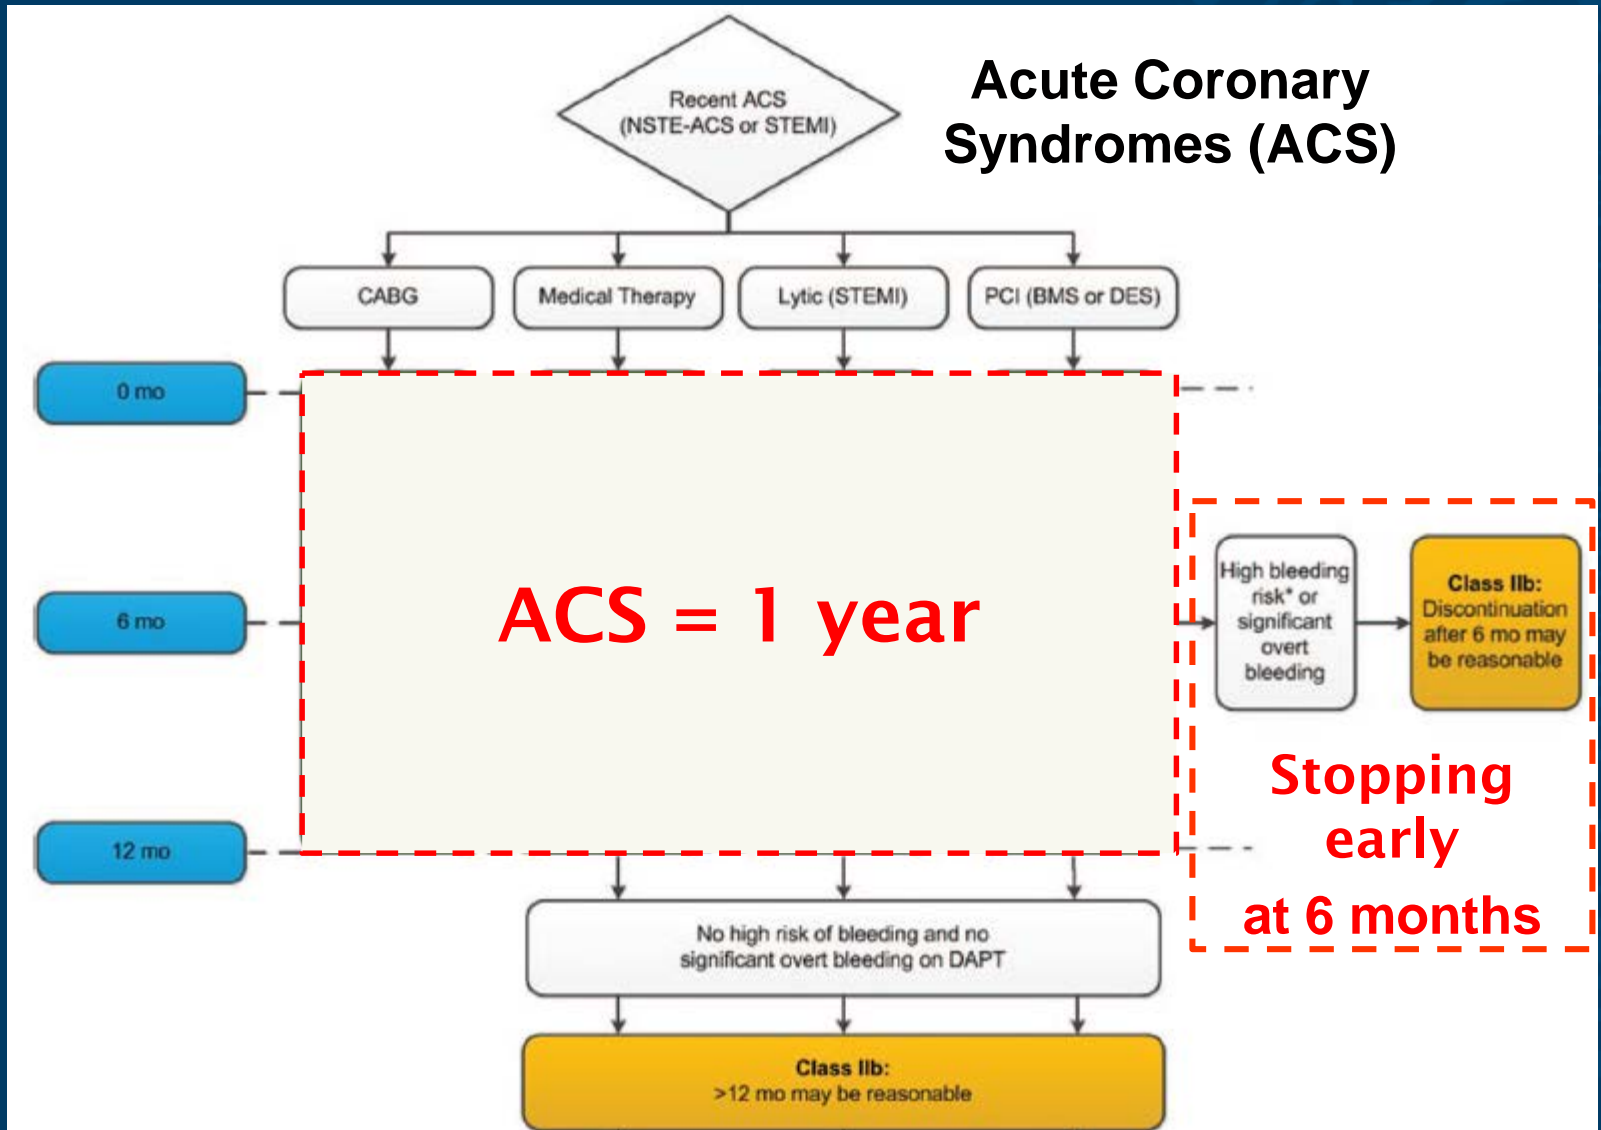 Acute Coronary
Syndromes (ACS)
Recent ACS
(NSTE-ACS or STEMI)
CABG
Medical Therapy
Lytic (STEMI)
PCI (BMS or DES)
0 mo
6 mo
12 mo
ACS = 1 year
High bleeding
risk* or
significant
overt
bleeding
Class IIb:
Discontinuation
after 6 mo may
be reasonable
Stopping
early
at 6 months
No high risk of bleeding and no
significant overt bleeding on DAPT
Class IIb:
>12 mo may be reasonable